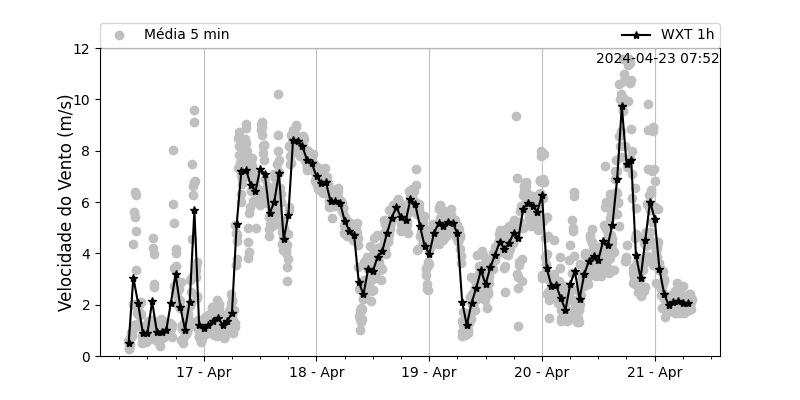 Média 5 min
WXT 1h
2024-04-23 07:52
Velocidade do Vento (m/s)
12
10
8
6
4
2
0
17 - Apr
18 - Apr
19 - Apr
20 - Apr
21 - Apr